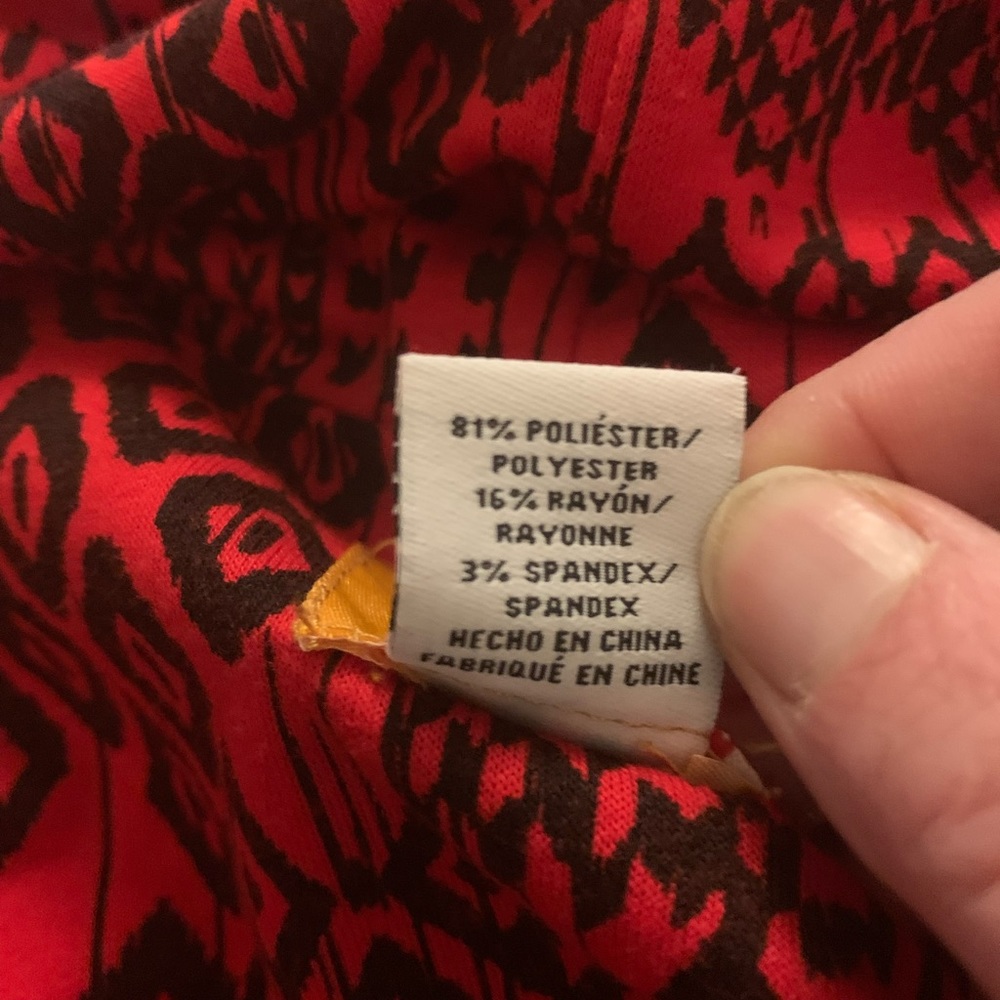 81% POLIÉSTER/
POLYESTER
16% RAYÓN/
RAYONNE
3% SPANDEX/
SPANDEX
HECHO EN CHINA
FABRIQUÉ EN CHINE